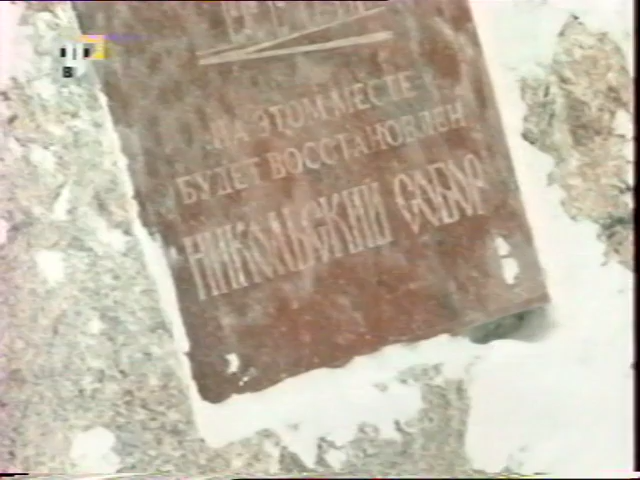 НА ЭТОМ МЕСТЕ
БУДЕТ ВОССТАНОВЛЕН
НИКОЛЬСКИЙ СОБОР